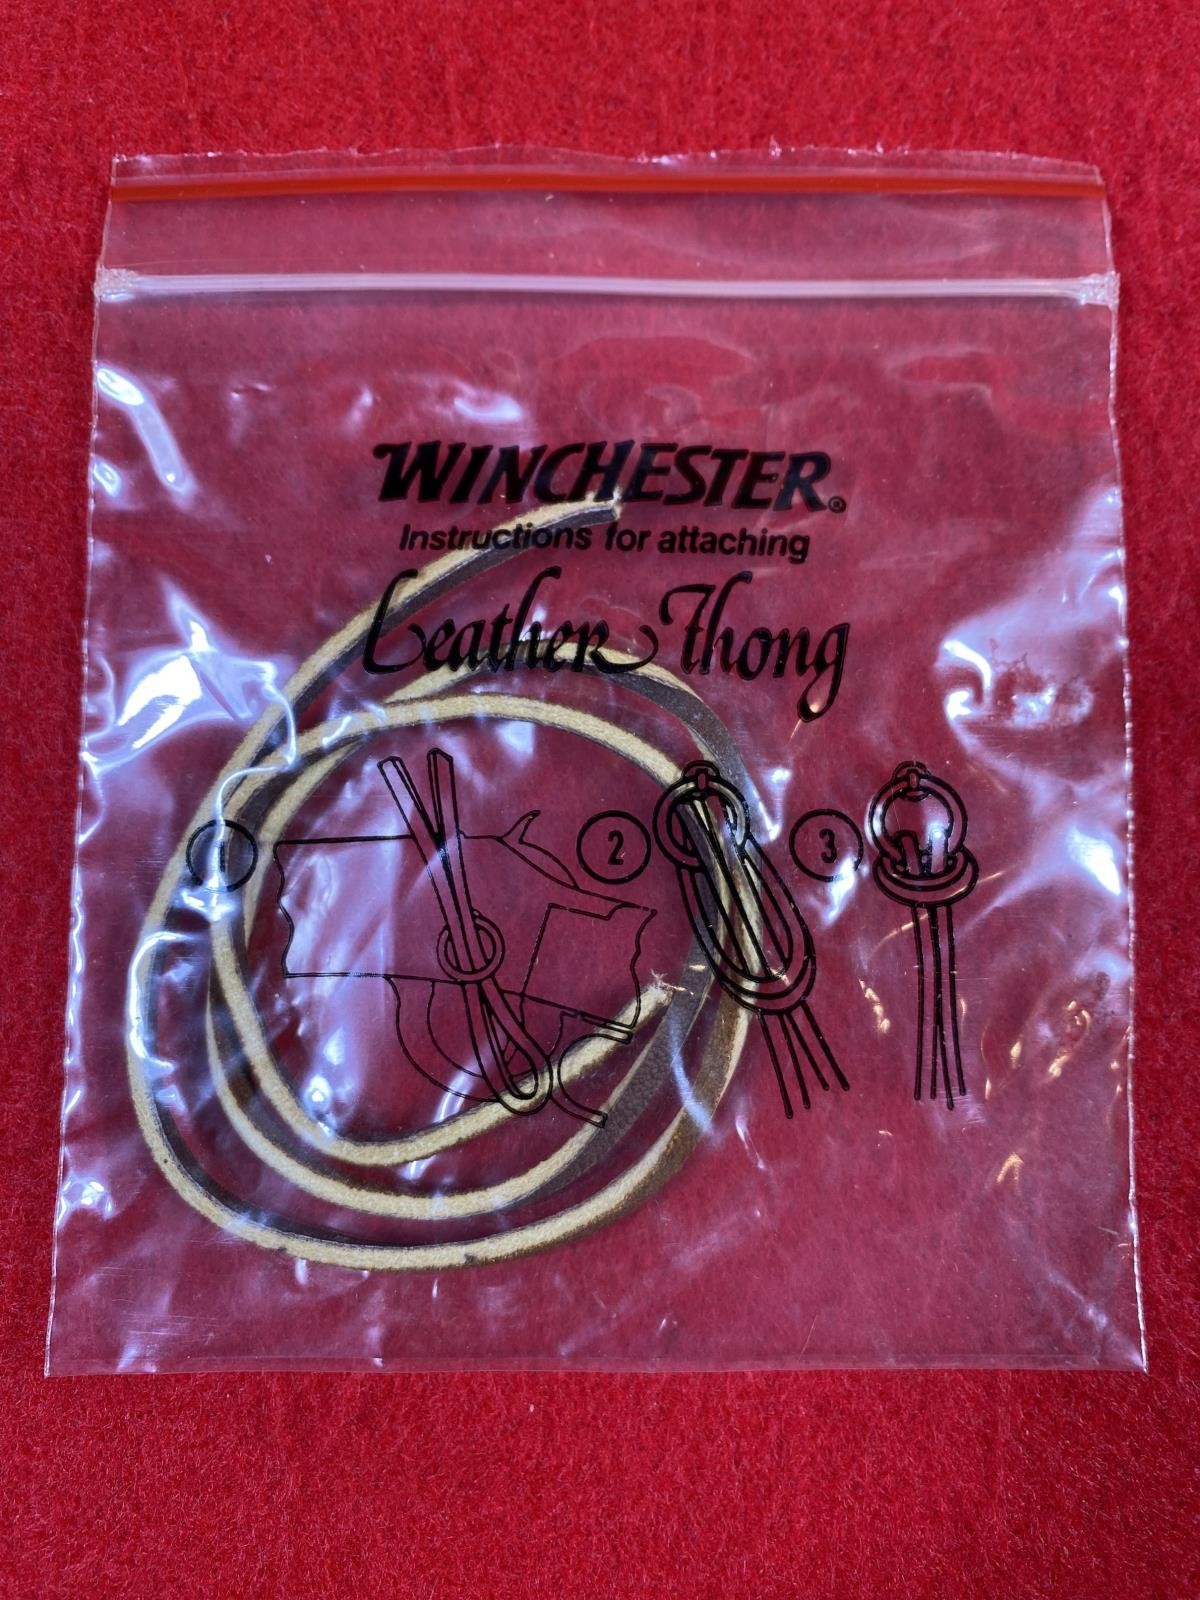 WINCHESTER®
Instructions for attaching
Leather Thong
1
2
3